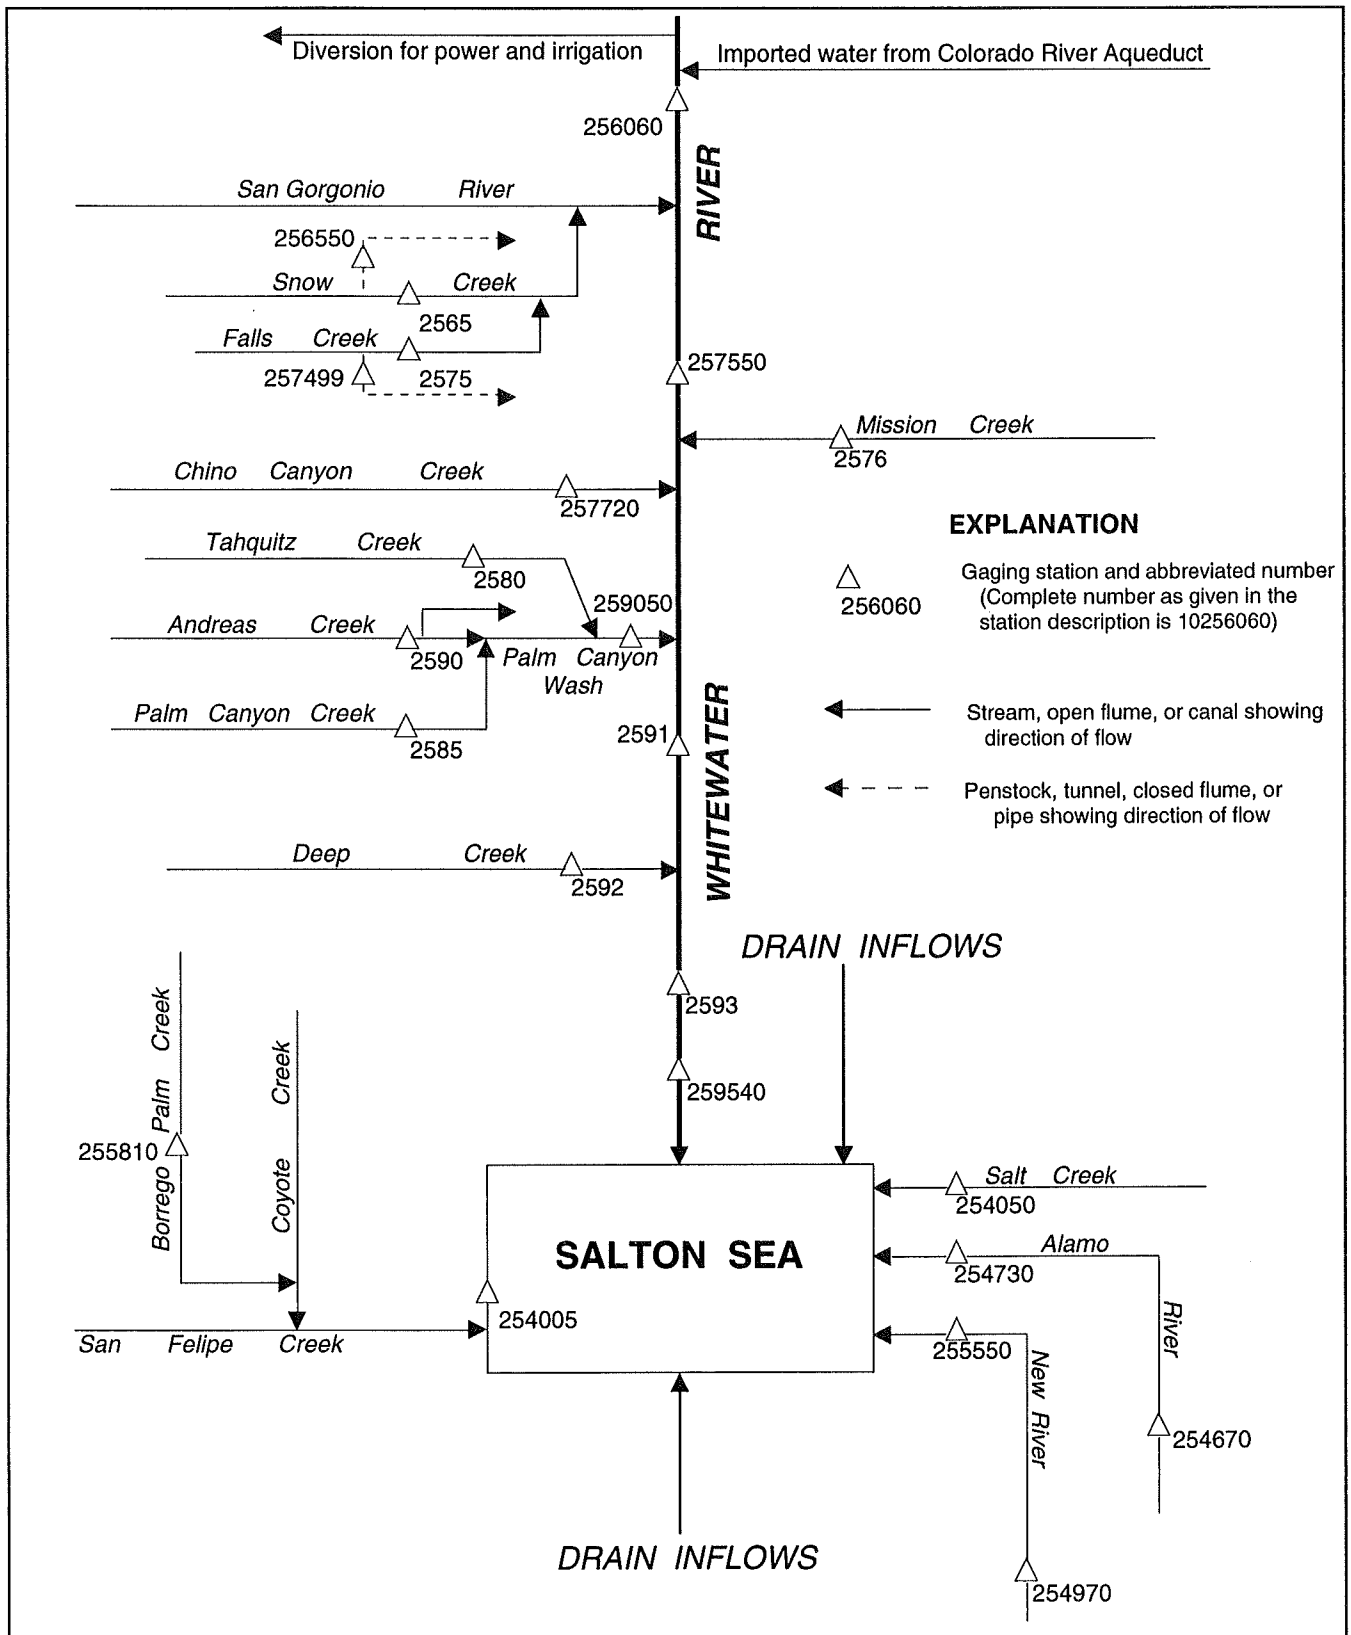 Diversion for power and irrigation
Imported water from Colorado River Aqueduct
256060
RIVER
San Gorgonio River
256550
Snow Creek
2565
Falls Creek
257499
2575
257550
Mission Creek
2576
Chino Canyon Creek
257720
EXPLANATION
Tahquitz Creek
2580
Gaging station and abbreviated number
(Complete number as given in the
station description is 10256060)
256060
259050
Andreas Creek
2590
Palm Canyon
Wash
Palm Canyon Creek
2585
2591
WHITEWATER
Stream, open flume, or canal showing
direction of flow
Penstock, tunnel, closed flume, or
pipe showing direction of flow
Deep Creek
2592
DRAIN INFLOWS
2593
259540
Borrego Palm Creek
255810
Coyote Creek
Salt Creek
254050
SALTON SEA
Alamo
254730
River
254005
San Felipe Creek
255550
New River
254670
DRAIN INFLOWS
254970